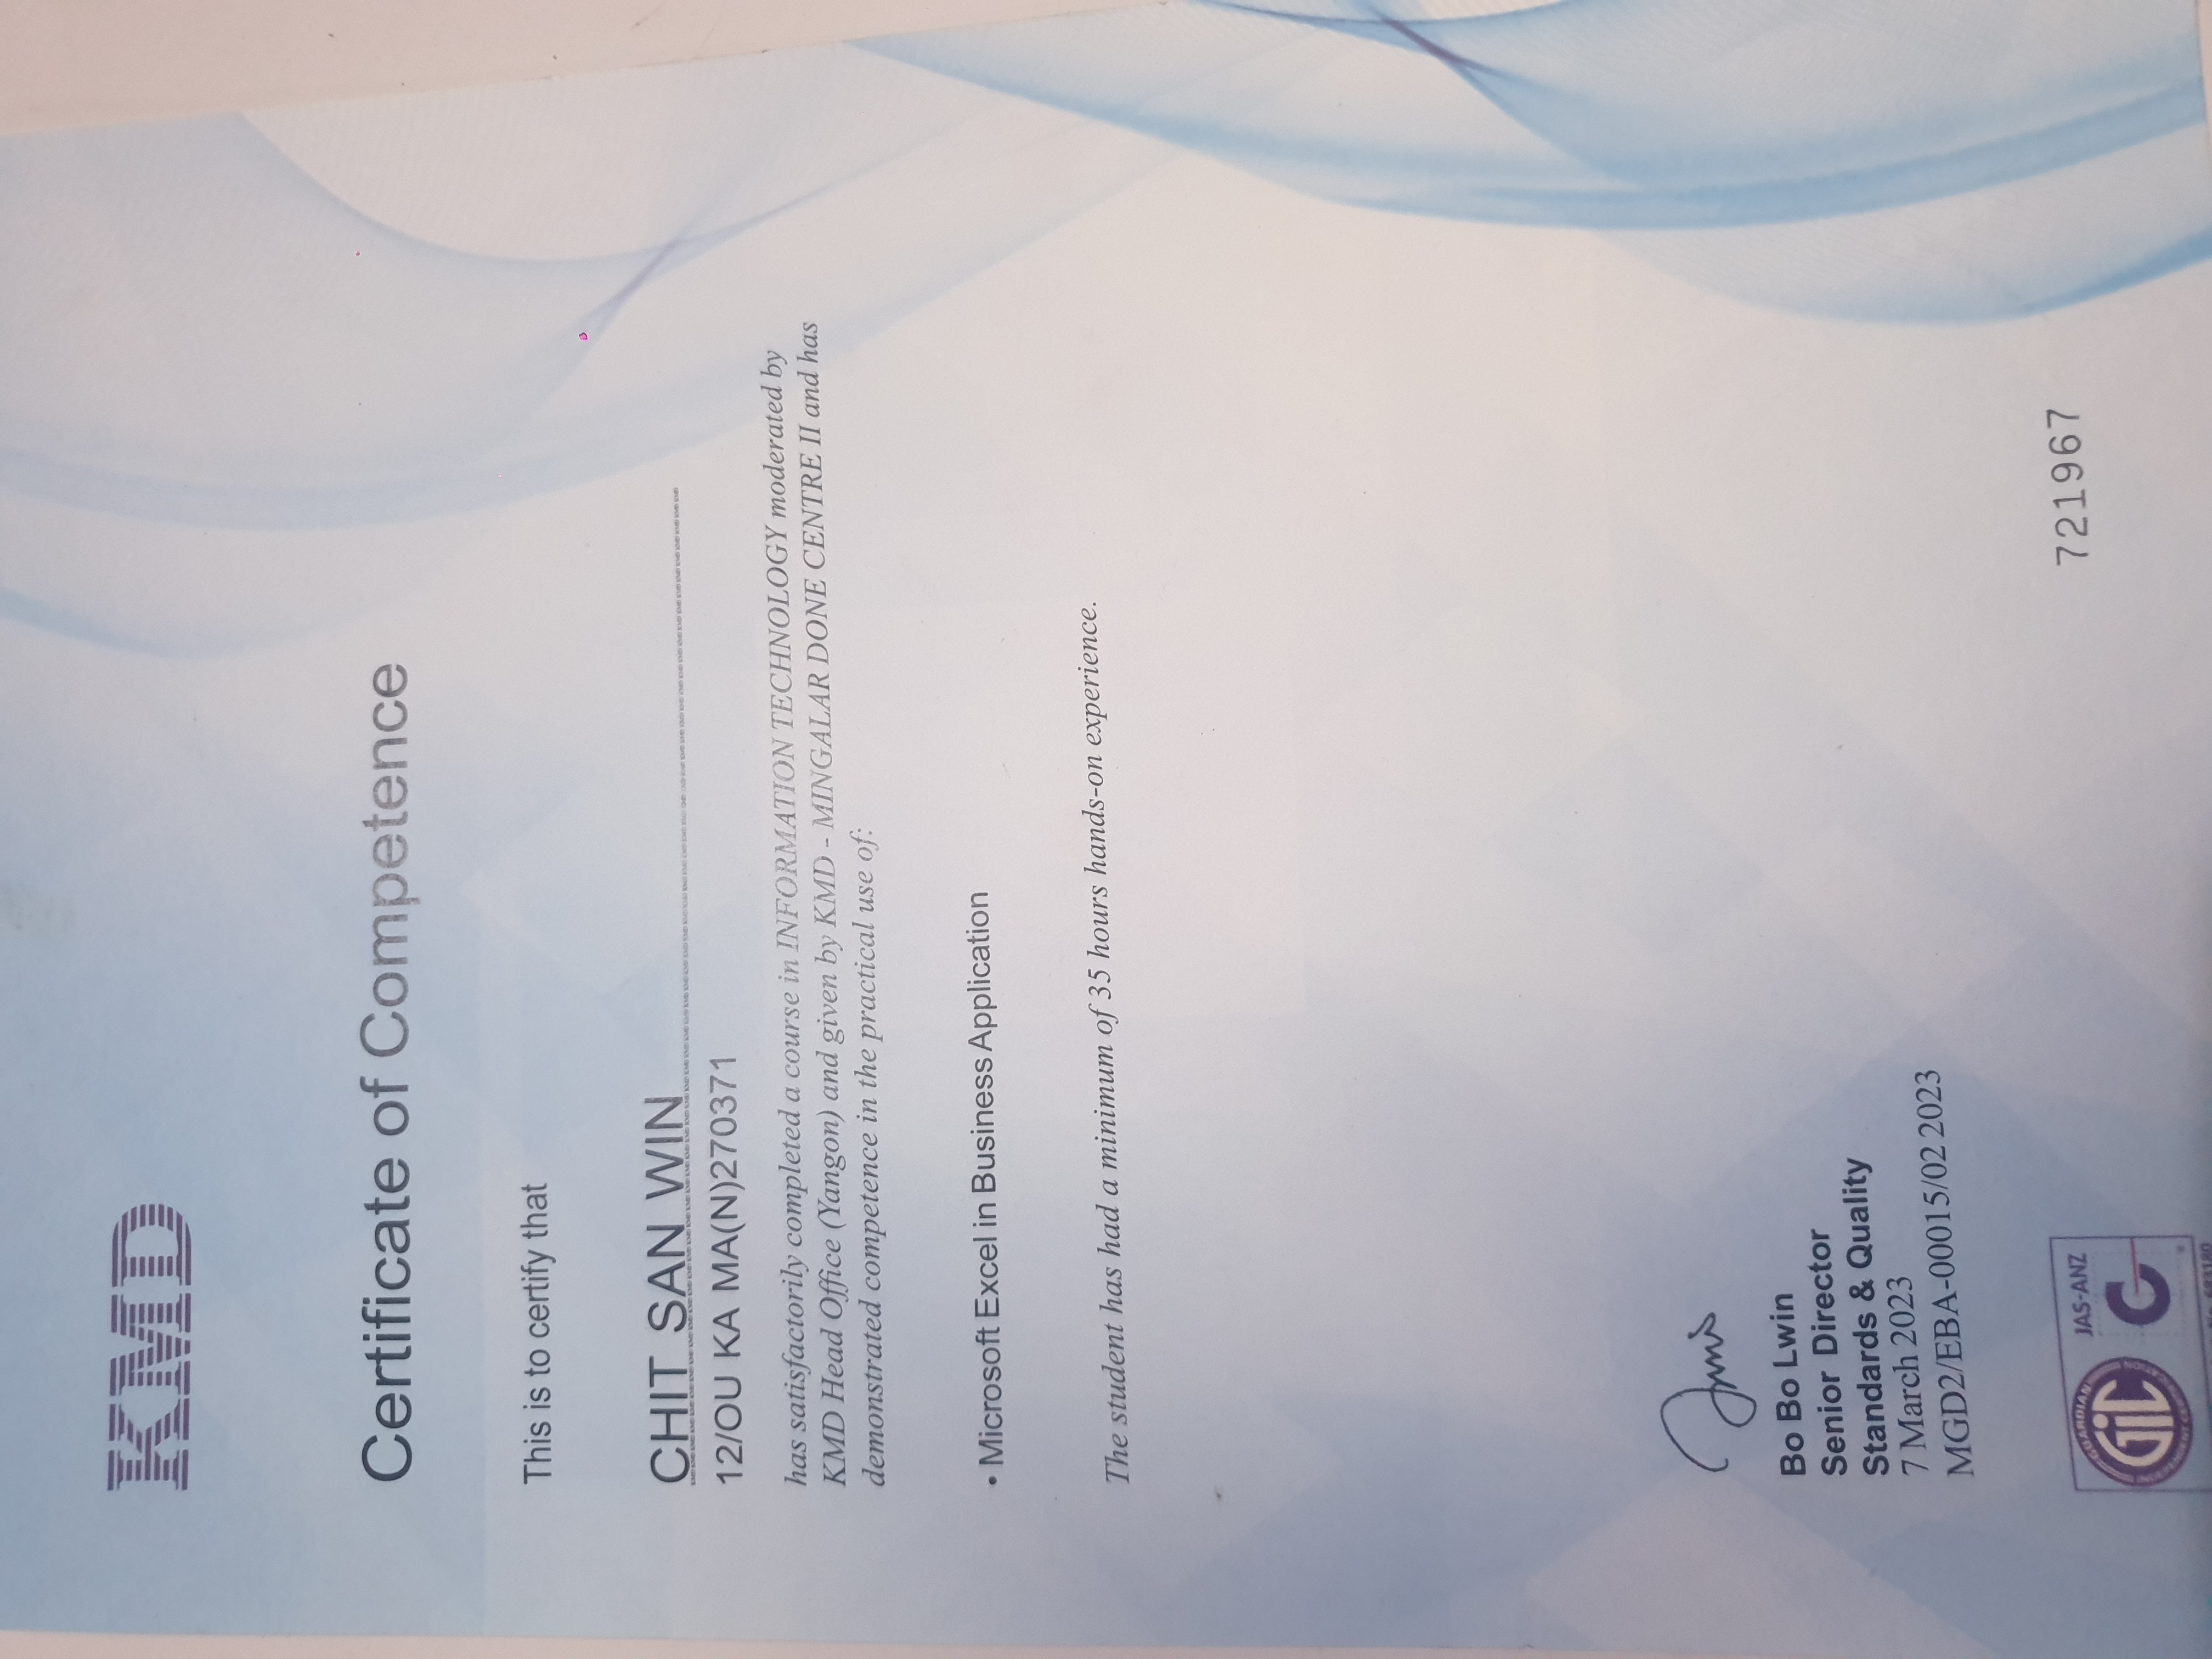 KMD
Certificate of Competence
This is to certify that
CHIT SAN WIN
12/OU KA MA(N)270371
has satisfactorily completed a course in INFORMATION TECHNOLOGY moderated by
KMD Head Office (Yangon) and given by KMD - MINGALAR DONE CENTRE II and has
demonstrated competence in the practical use of:
• Microsoft Excel in Business Application
The student has had a minimum of 35 hours hands-on experience.
Bo Bo Lwin
Senior Director
Standards & Quality
7 March 2023
MGD2/EBA-00015/02 2023
721967
GUARDIAN
GIC
INDEPENDENT CERTIFICATION
JAS-ANZ